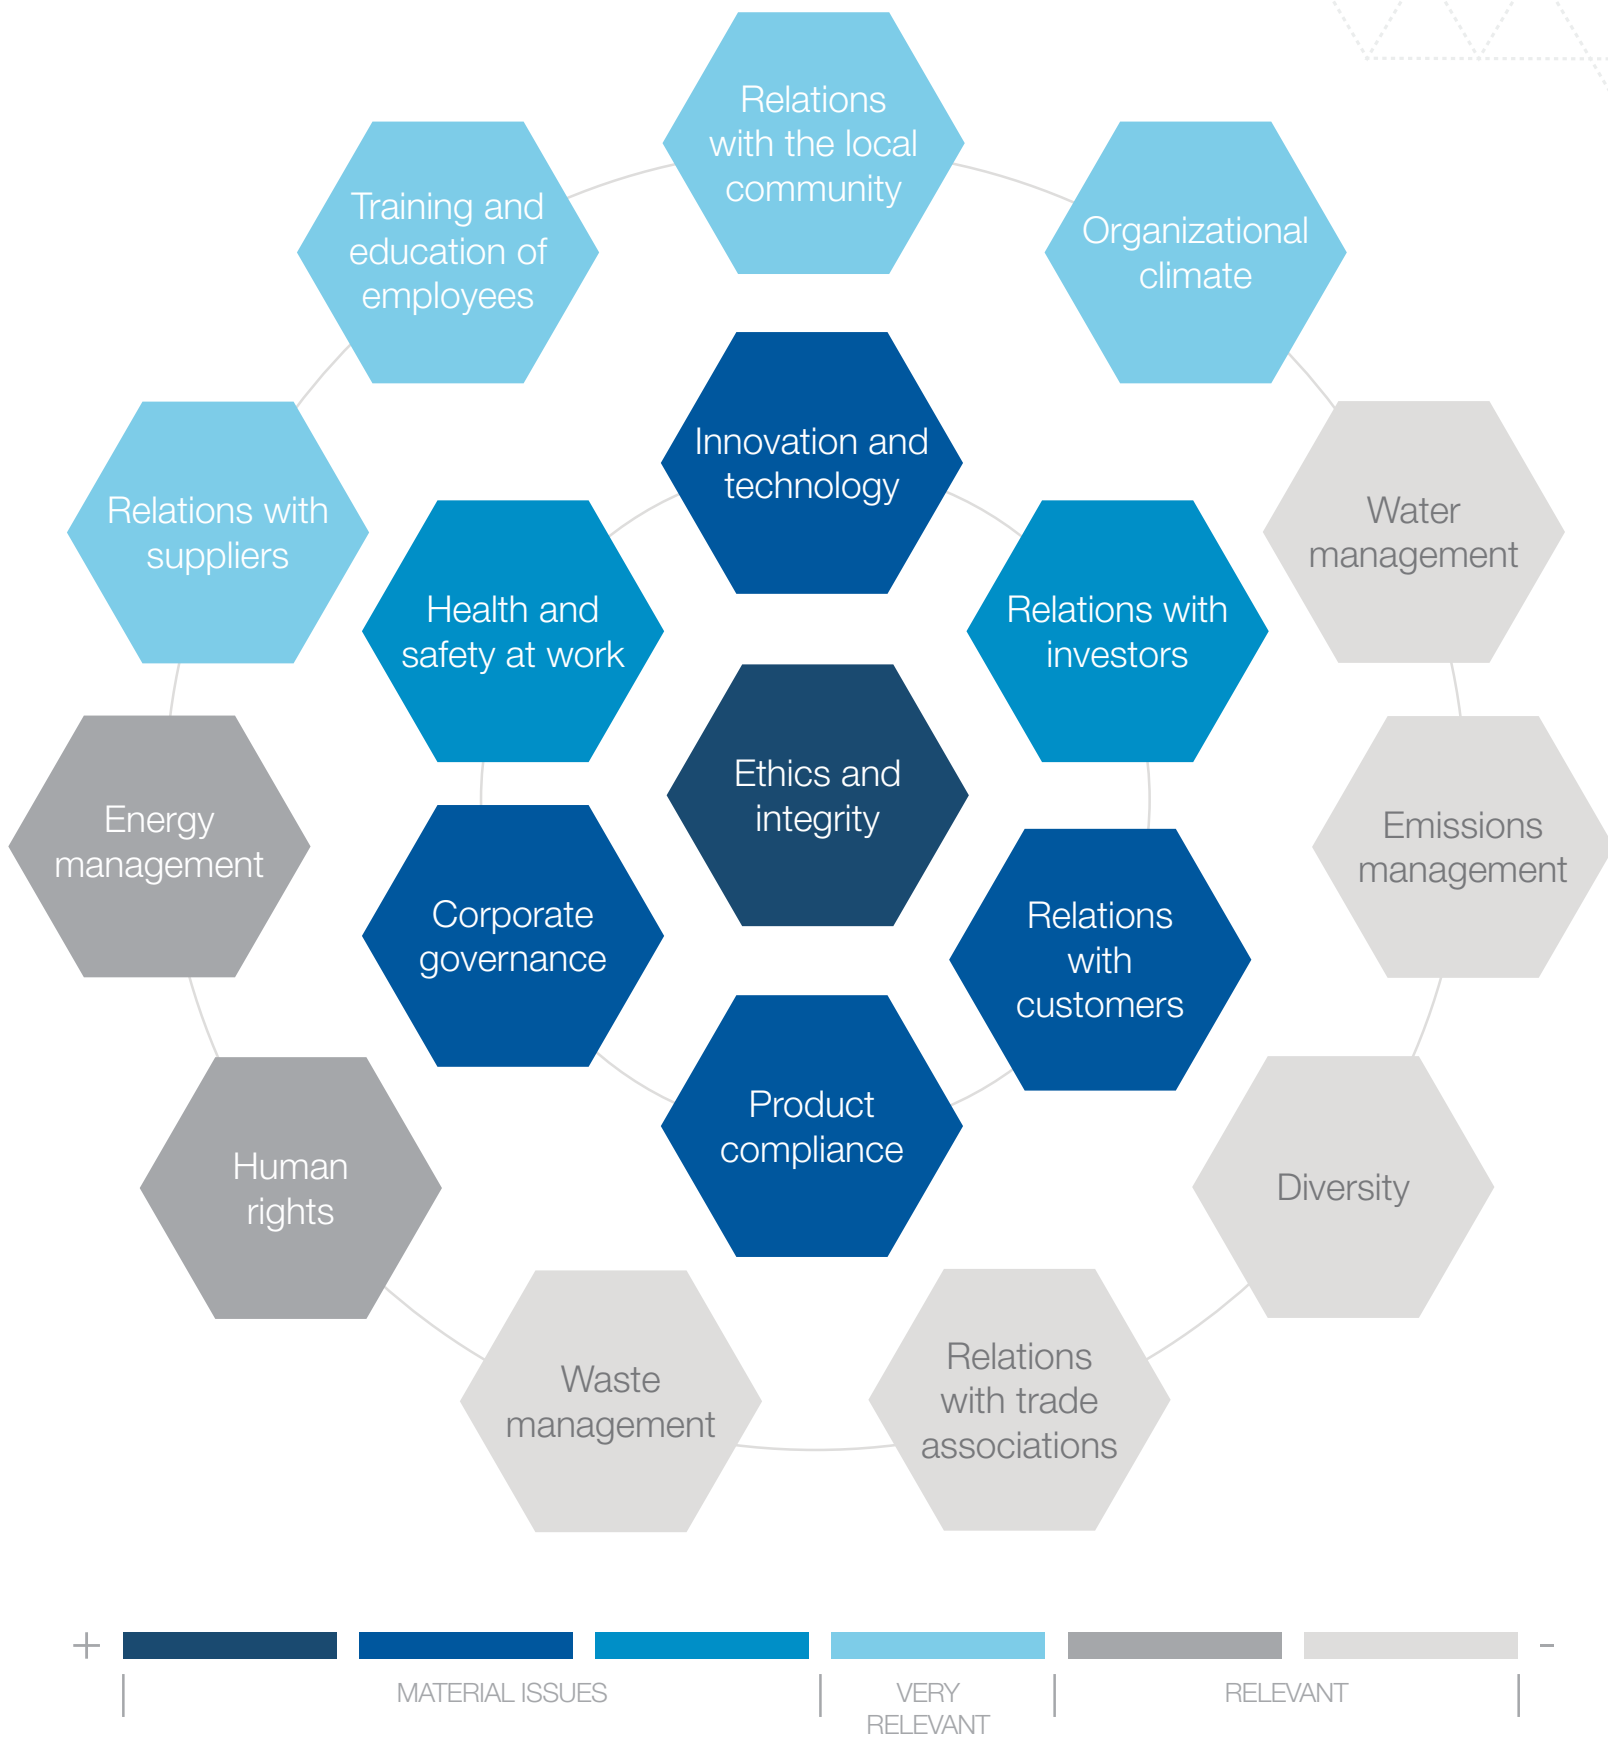 Relations
with the local
community
Training and
education of
employees
Organizational
climate
Innovation and
technology
Relations with
suppliers
Water
management
Health and
safety at work
Relations with
investors
Ethics and
integrity
Energy
management
Emissions
management
Corporate
governance
Relations
with
customers
Product
compliance
Human
rights
Diversity
Waste
management
Relations
with trade
associations
+
-
MATERIAL ISSUES
VERY
RELEVANT
RELEVANT